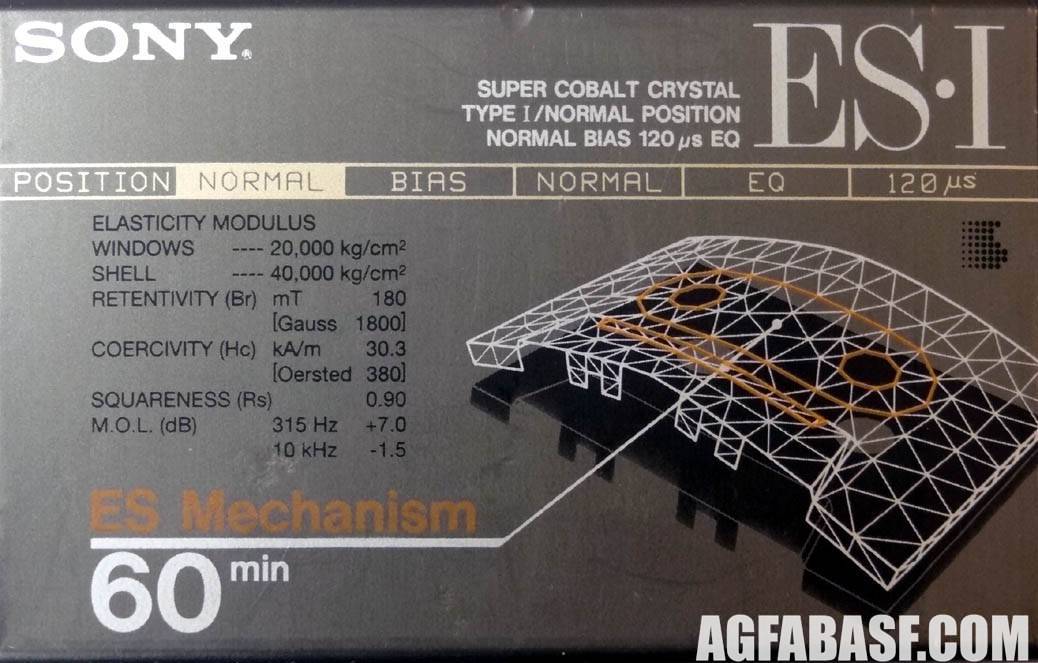 SONY®
ES·I
SUPER COBALT CRYSTAL
TYPE I/NORMAL POSITION
NORMAL BIAS 120 µs EQ
POSITION NORMAL BIAS NORMAL EQ 120 µs
ELASTICITY MODULUS
WINDOWS ---- 20,000 kg/cm²
SHELL ---- 40,000 kg/cm²
RETENTIVITY (Br) mT 180
[Gauss 1800]
COERCIVITY (Hc) kA/m 30.3
[Oersted 380]
SQUARENESS (Rs) 0.90
M.O.L. (dB) 315 Hz +7.0
10 kHz -1.5
ES Mechanism
60 min
AGFABASF.COM